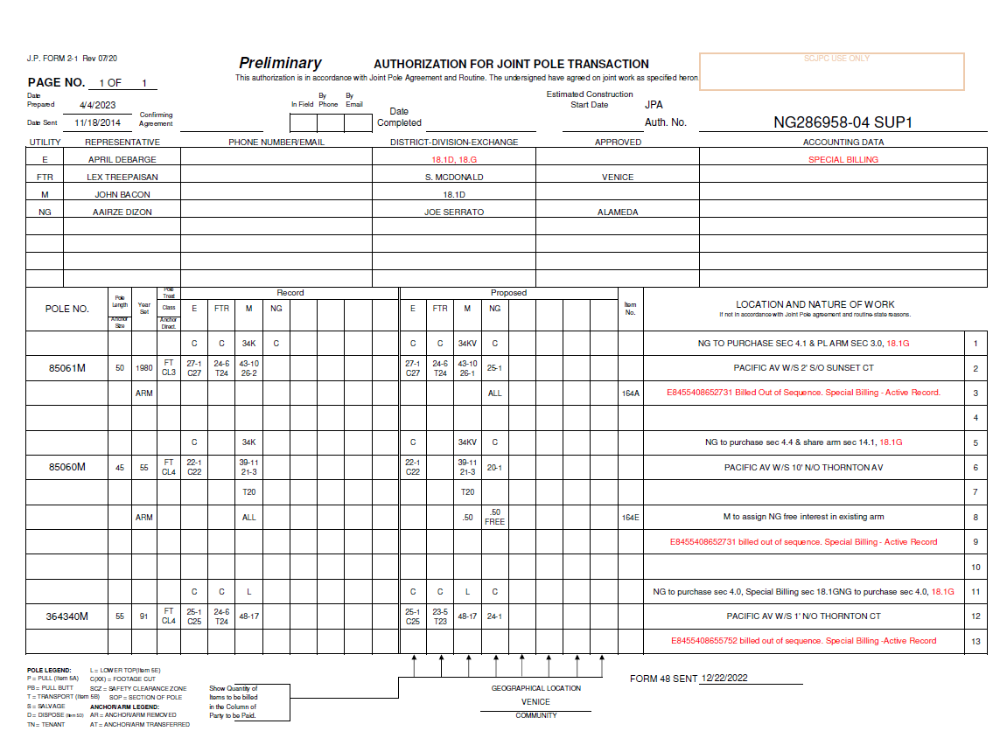 J.P. FORM 2-1 Rev 07/20
Preliminary AUTHORIZATION FOR JOINT POLE TRANSACTION
SCJPC USE ONLY
This authorization is in accordance with Joint Pole Agreement and Routine. The undersigned have agreed on joint work as specified heron.
PAGE NO. 1 OF 1
Date Prepared 4/4/2023
Date Sent 11/18/2014
Confirming Agreement
In Field By Phone By Email
Date Completed
Estimated Construction Start Date
JPA Auth. No. NG286958-04 SUP1
UTILITY REPRESENTATIVE PHONE NUMBER/EMAIL DISTRICT-DIVISION-EXCHANGE APPROVED ACCOUNTING DATA
E APRIL DEBARGE 18.1D, 18.G SPECIAL BILLING
FTR LEX TREEPAISAN S. MCDONALD VENICE
M JOHN BACON 18.1D
NG AAIRZE DIZON JOE SERRATO ALAMEDA
Record Proposed
POLE NO. Pole Length Anchor Size Year Set Pole Treat Class Anchor Direct. E FTR M NG E FTR M NG Item No. LOCATION AND NATURE OF WORK
If not in accordance with Joint Pole agreement and routine-state reasons.
C C 34K C C C 34KV C NG TO PURCHASE SEC 4.1 & PL ARM SEC 3.0, 18.1G 1
85061M 50 1980 FT CL3 27-1 C27 24-6 T24 43-10 26-2 27-1 C27 24-6 T24 43-10 26-1 25-1 PACIFIC AV W/S 2' S/O SUNSET CT 2
ARM ALL 164A E8455408652731 Billed Out of Sequence. Special Billing - Active Record. 3
4
C 34K C 34KV C NG to purchase sec 4.4 & share arm sec 14.1, 18.1G 5
85060M 45 55 FT CL4 22-1 C22 39-11 21-3 22-1 C22 39-11 21-3 20-1 PACIFIC AV W/S 10' N/O THORNTON AV 6
T20 T20 7
ARM ALL .50 .50 FREE 164E M to assign NG free interest in existing arm 8
E8455408652731 billed out of sequence. Special Billing - Active Record 9
10
C C L C C L C NG to purchase sec 4.0, Special Billing sec 18.1GNG to purchase sec 4.0, 18.1G 11
364340M 55 91 FT CL4 25-1 C25 24-6 T24 48-17 25-1 C25 23-5 T23 48-17 24-1 PACIFIC AV W/S 1' N/O THORNTON CT 12
E8455408655752 billed out of sequence. Special Billing -Active Record 13
POLE LEGEND: L = LOWER TOP(Item 5E)
P = PULL (Item 5A) C(XX) = FOOTAGE CUT
PB = PULL BUTT SCZ = SAFETY CLEARANCE ZONE
T = TRANSPORT (Item 5B) SOP = SECTION OF POLE
S = SALVAGE ANCHOR/ARM LEGEND:
D = DISPOSE (Item 5D) AR = ANCHOR/ARM REMOVED
TN = TENANT AT = ANCHOR/ARM TRANSFERRED
Show Quantity of
Items to be billed
in the Column of
Party to be Paid.
GEOGRAPHICAL LOCATION
VENICE
COMMUNITY
FORM 48 SENT 12/22/2022